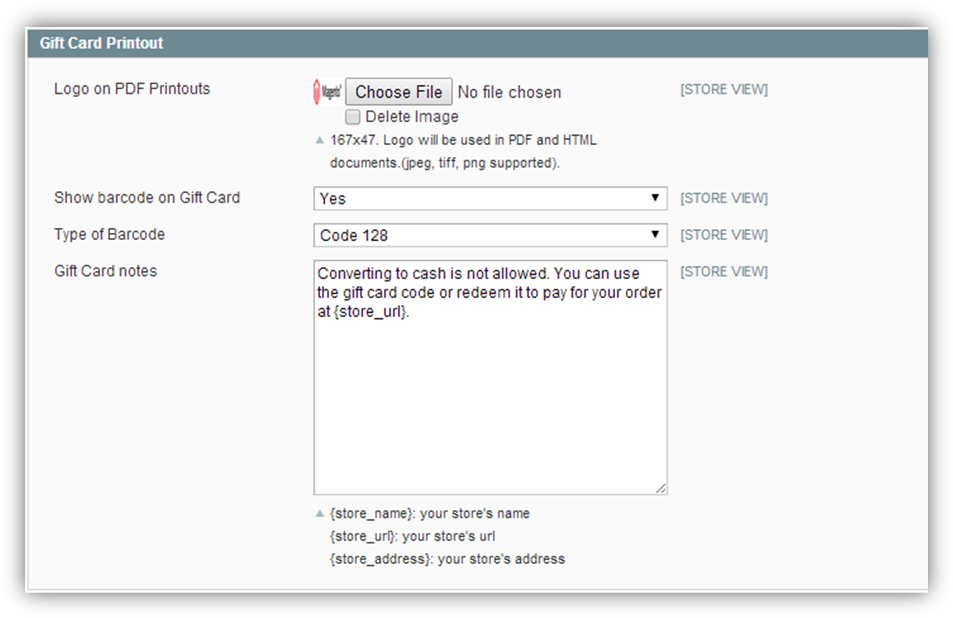 Gift Card Printout
Logo on PDF Printouts
Magento
Choose File No file chosen
[STORE VIEW]
Delete Image
167x47. Logo will be used in PDF and HTML
documents.(jpeg, tiff, png supported).
Show barcode on Gift Card
Yes
[STORE VIEW]
Type of Barcode
Code 128
[STORE VIEW]
Gift Card notes
Converting to cash is not allowed. You can use
the gift card code or redeem it to pay for your order
at {store_url}.
[STORE VIEW]
{store_name}: your store's name
{store_url}: your store's url
{store_address}: your store's address